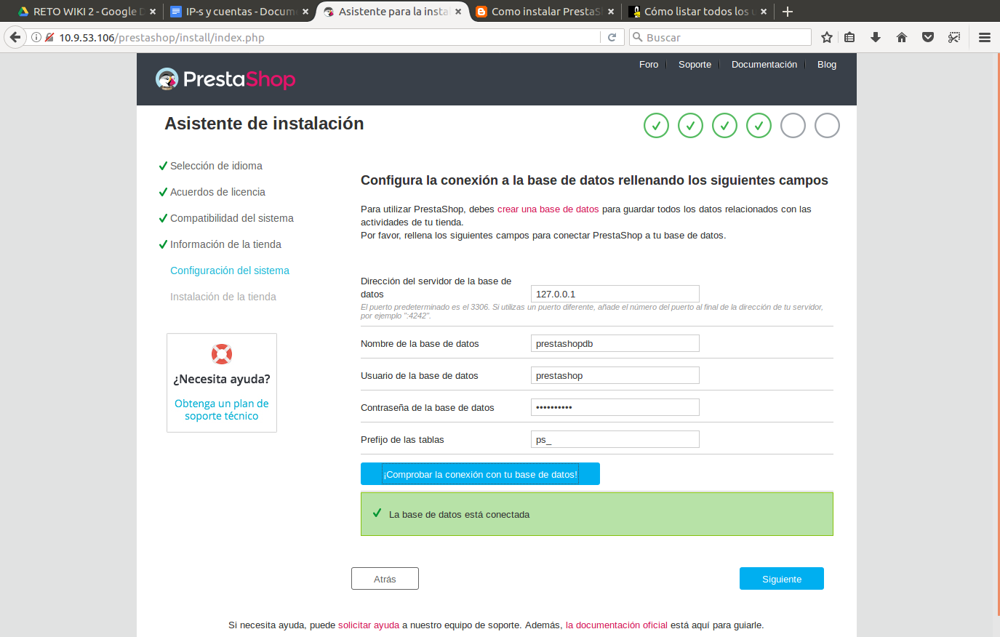 RETO WIKI 2 - Google D
IP-s y cuentas - Docum
Asistente para la insta
Como instalar PrestaS
Cómo listar todos los u
10.9.53.106/prestashop/install/index.php
Buscar
PrestaShop
Foro
Soporte
Documentación
Blog
Asistente de instalación
Selección de idioma
Acuerdos de licencia
Compatibilidad del sistema
Información de la tienda
Configuración del sistema
Instalación de la tienda
¿Necesita ayuda?
Obtenga un plan de
soporte técnico
Configura la conexión a la base de datos rellenando los siguientes campos
Para utilizar PrestaShop, debes crear una base de datos para guardar todos los datos relacionados con las
actividades de tu tienda.
Por favor, rellena los siguientes campos para conectar PrestaShop a tu base de datos.
Dirección del servidor de la base de
datos
127.0.0.1
El puerto predeterminado es el 3306. Si utilizas un puerto diferente, añade el número del puerto al final de la dirección de tu servidor,
por ejemplo ":4242".
Nombre de la base de datos
prestashopdb
Usuario de la base de datos
prestashop
Contraseña de la base de datos
••••••••••
Prefijo de las tablas
ps_
¡Comprobar la conexión con tu base de datos!
La base de datos está conectada
Atrás
Siguiente
Si necesita ayuda, puede solicitar ayuda a nuestro equipo de soporte. Además, la documentación oficial está aquí para guiarle.